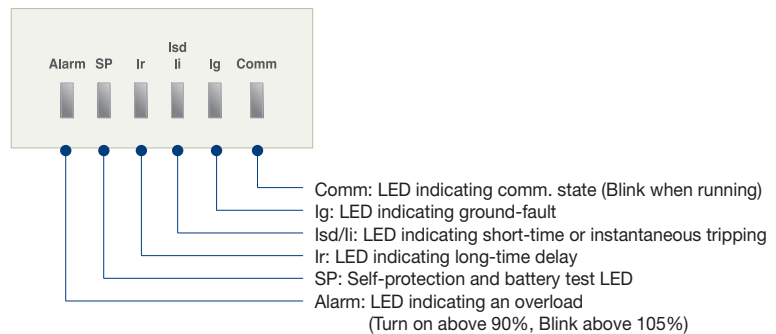 Isd
Alarm SP Ir Ii Ig Comm
Comm: LED indicating comm. state (Blink when running)
Ig: LED indicating ground-fault
Isd/Ii: LED indicating short-time or instantaneous tripping
Ir: LED indicating long-time delay
SP: Self-protection and battery test LED
Alarm: LED indicating an overload
(Turn on above 90%, Blink above 105%)